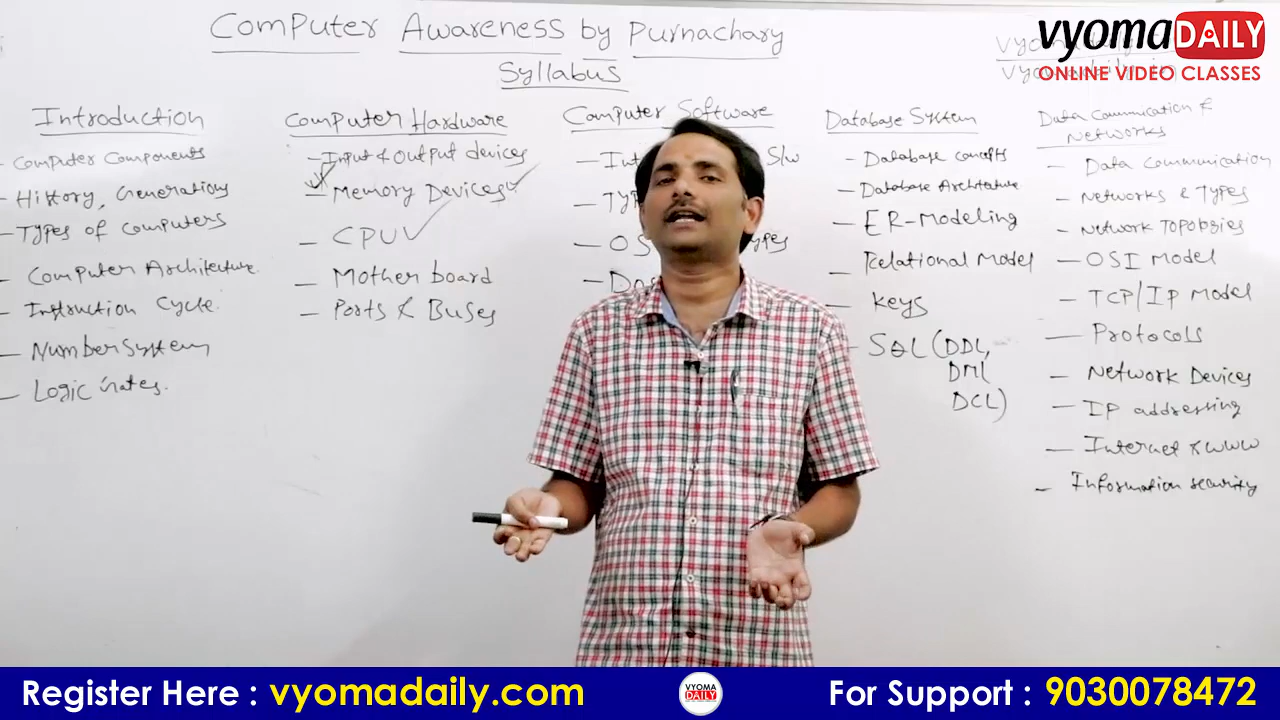 Computer Awareness by Purnachary
Syllabus
vyoma DAILY
ONLINE VIDEO CLASSES
Introduction
- Computer Components
- History, Generations
- Types of Computers
- Computer Architecture.
- Instruction Cycle.
- Number System
- Logic Gates.
Computer Hardware
- Input & Output devices
- Memory Devices
- CPU
- Mother board
- Ports & Buses
Computer Software
- S/w
- OS
Database System
- Database concepts
- Database Architecture
- ER-Modeling
- Relational Model
- Keys
- SQL (DDL,
DML
DCL)
Data Communication &
Networks
- Data Communication
- Networks & Types
- Network Topologies
- OSI Model
- TCP/IP Model
- Protocols
- Network Devices
- IP addressing
- Internet & WWW
- Information security
Register Here : vyomadaily.com
VYOMA
DAILY
For Support : 9030078472